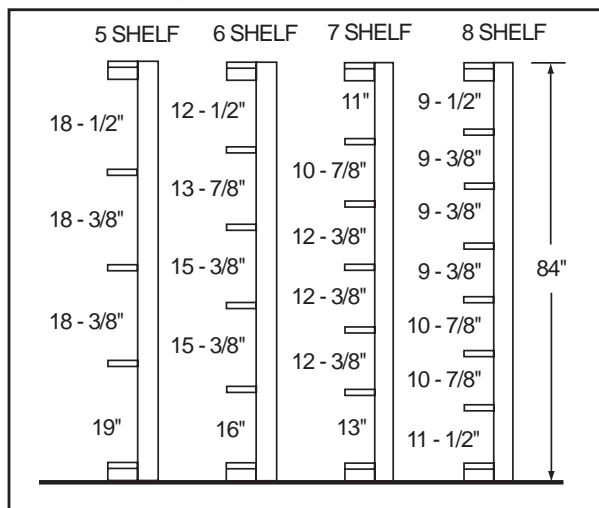 5 SHELF
18 - 1/2"
18 - 3/8"
18 - 3/8"
19"
6 SHELF
12 - 1/2"
13 - 7/8"
15 - 3/8"
15 - 3/8"
16"
7 SHELF
11"
10 - 7/8"
12 - 3/8"
12 - 3/8"
12 - 3/8"
13"
8 SHELF
9 - 1/2"
9 - 3/8"
9 - 3/8"
9 - 3/8"
10 - 7/8"
10 - 7/8"
11 - 1/2"
84"